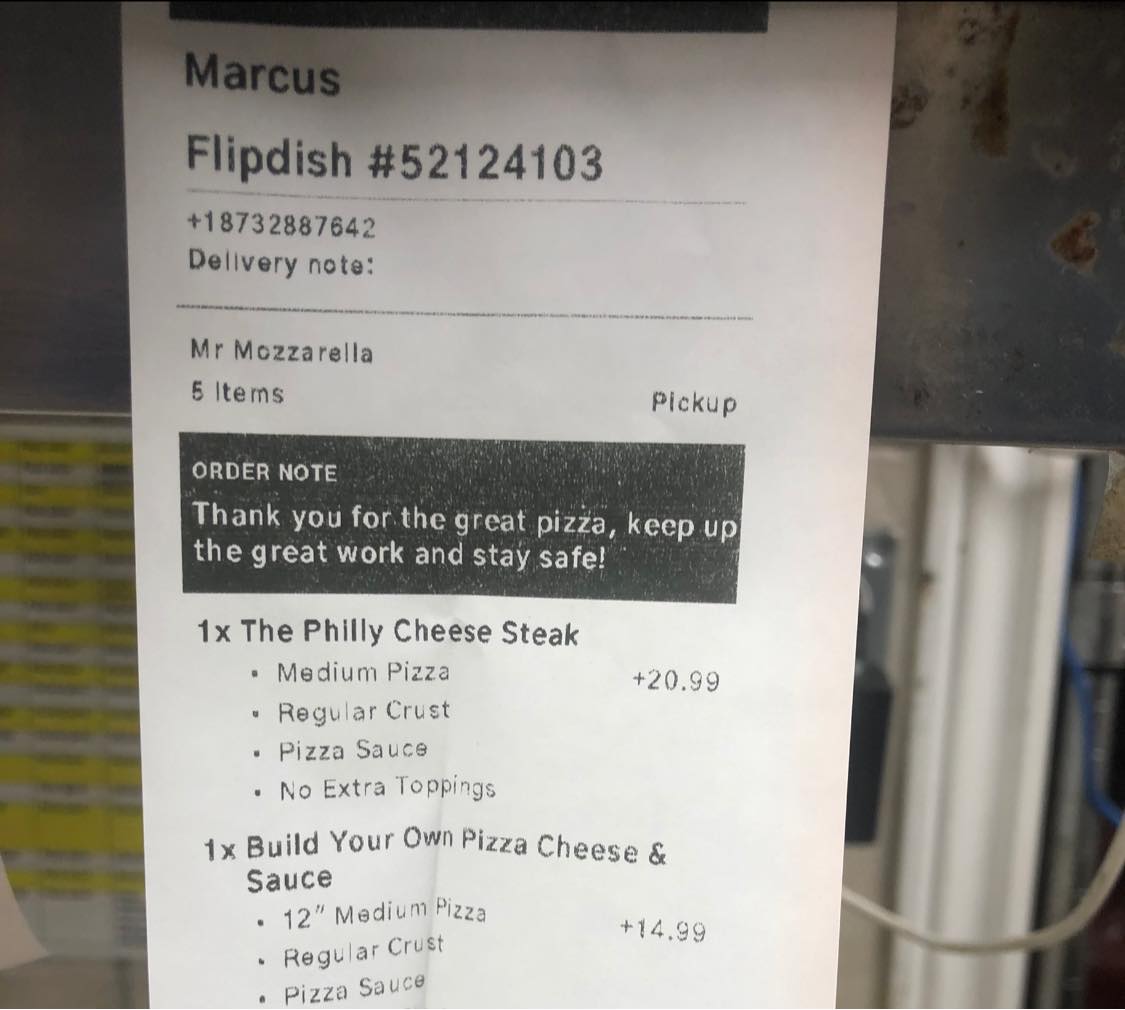 Marcus
Flipdish #52124103
+18732887642
Delivery note:
Mr Mozzarella
5 Items
Pickup
ORDER NOTE
Thank you for the great pizza, keep up
the great work and stay safe!
1x The Philly Cheese Steak
• Medium Pizza +20.99
• Regular Crust
• Pizza Sauce
• No Extra Toppings
1x Build Your Own Pizza Cheese &
Sauce
• 12" Medium Pizza +14.99
• Regular Crust
• Pizza Sauce